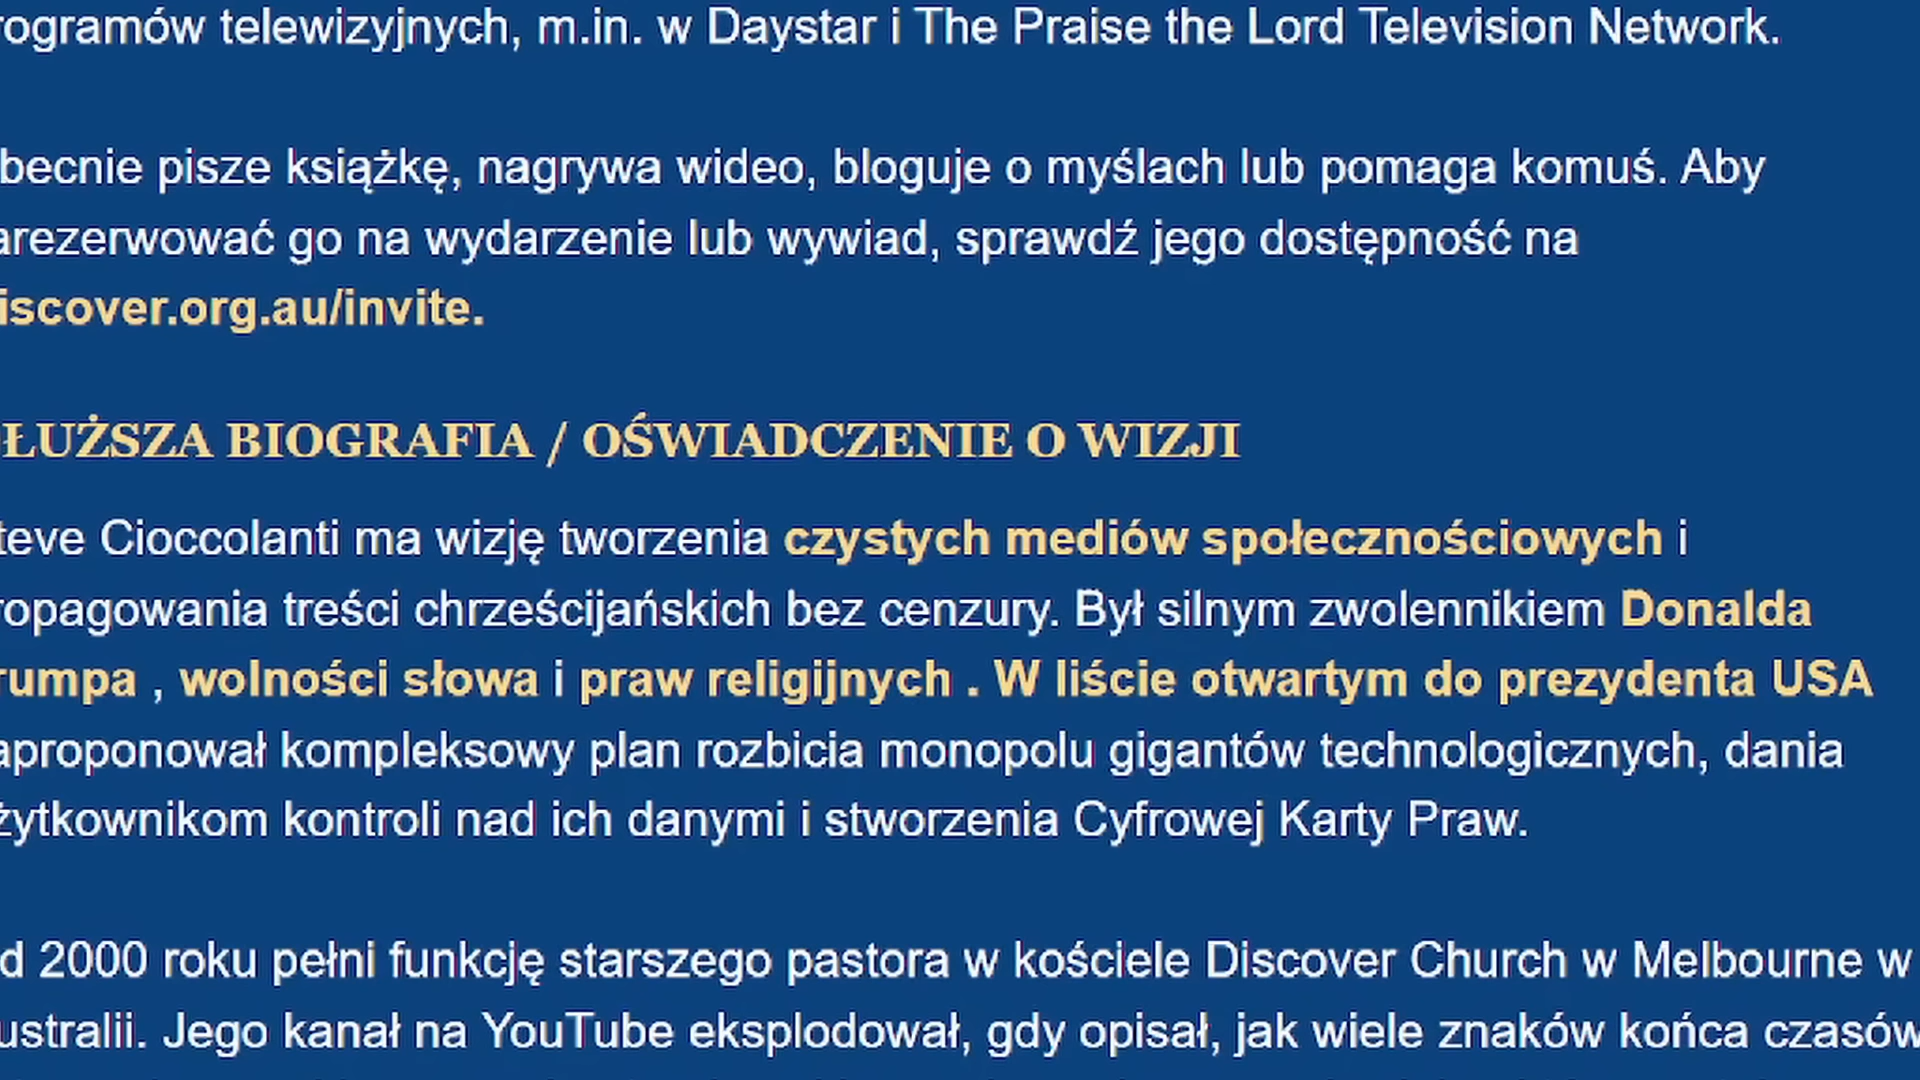 rogramów telewizyjnych, m.in. w Daystar i The Praise the Lord Television Network.
becnie pisze książkę, nagrywa wideo, bloguje o myślach lub pomaga komuś. Aby
arezerwować go na wydarzenie lub wywiad, sprawdź jego dostępność na
iscover.org.au/invite.
ŁUŻSZA BIOGRAFIA / OŚWIADCZENIE O WIZJI
teve Cioccolanti ma wizję tworzenia czystych mediów społecznościowych i
ropagowania treści chrześcijańskich bez cenzury. Był silnym zwolennikiem Donalda
rumpa , wolności słowa i praw religijnych . W liście otwartym do prezydenta USA
aproponował kompleksowy plan rozbicia monopolu gigantów technologicznych, dania
żytkownikom kontroli nad ich danymi i stworzenia Cyfrowej Karty Praw.
d 2000 roku pełni funkcję starszego pastora w kościele Discover Church w Melbourne w
ustralii. Jego kanał na YouTube eksplodował, gdy opisał, jak wiele znaków końca czasów